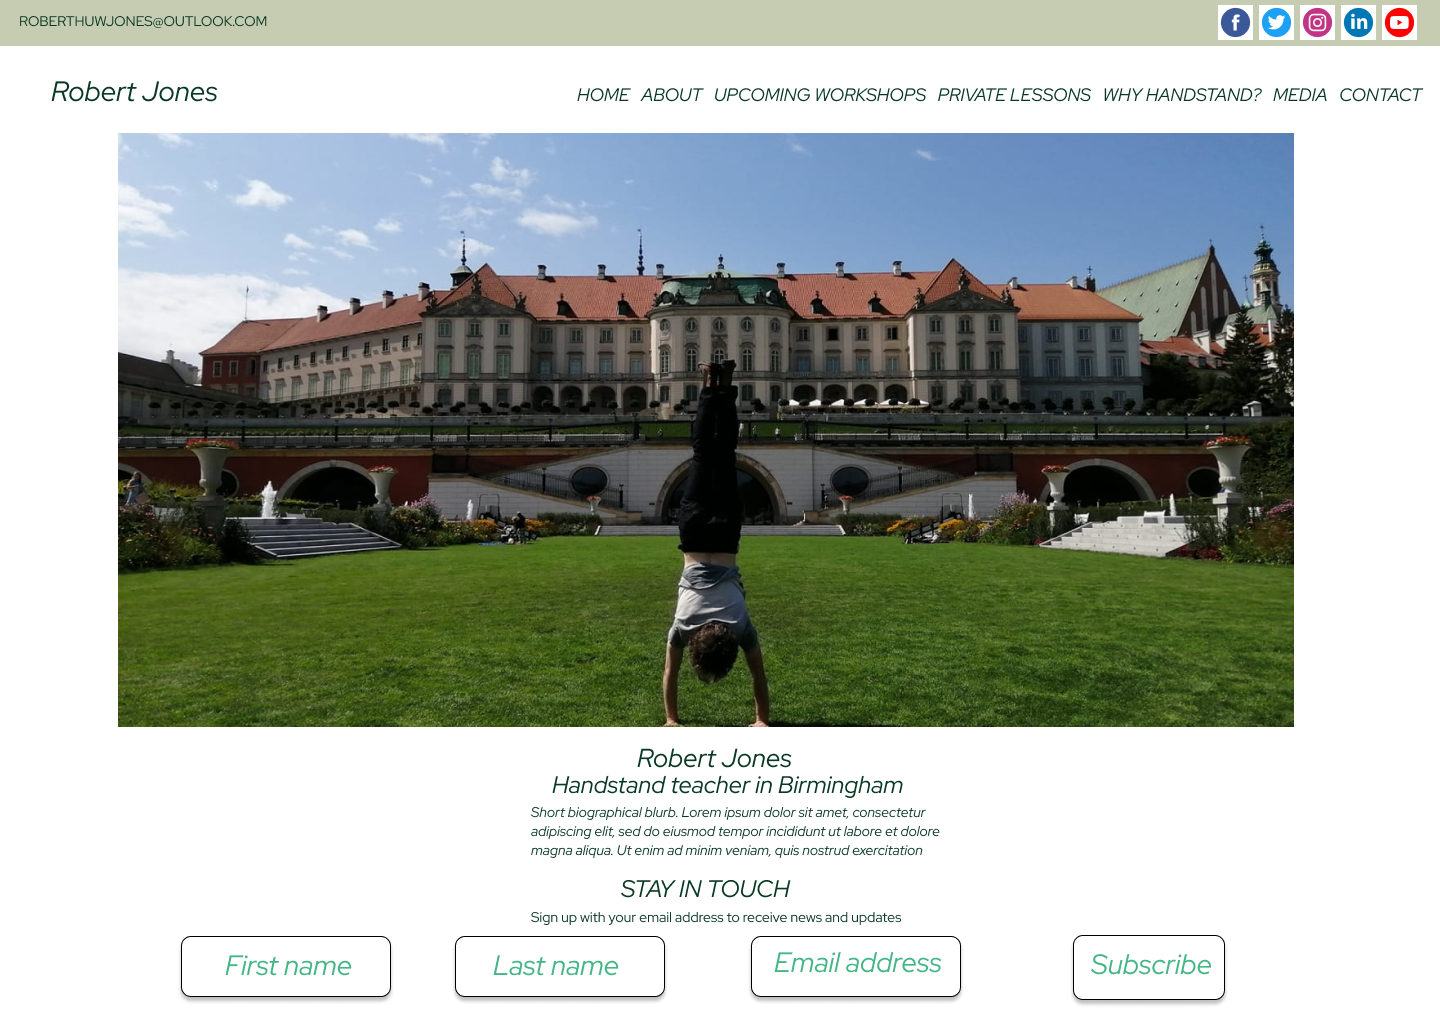 ROBERTHUWJONES@OUTLOOK.COM
Robert Jones
HOME ABOUT UPCOMING WORKSHOPS PRIVATE LESSONS WHY HANDSTAND? MEDIA CONTACT
Robert Jones
Handstand teacher in Birmingham
Short biographical blurb. Lorem ipsum dolor sit amet, consectetur
adipiscing elit, sed do eiusmod tempor incididunt ut labore et dolore
magna aliqua. Ut enim ad minim veniam, quis nostrud exercitation
STAY IN TOUCH
Sign up with your email address to receive news and updates
First name Last name Email address Subscribe